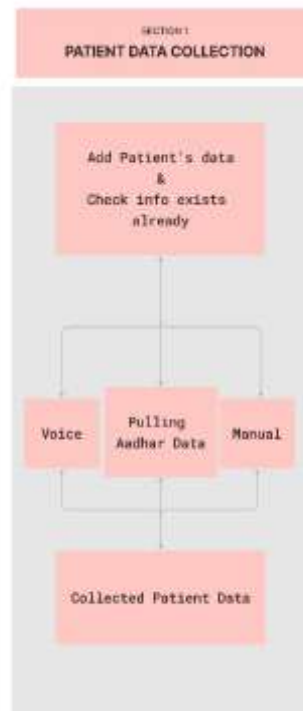 SECTION 1
PATIENT DATA COLLECTION
Add Patient's data
&
Check info exists
already
Voice
Pulling
Aadhar Data
Manual
Collected Patient Data